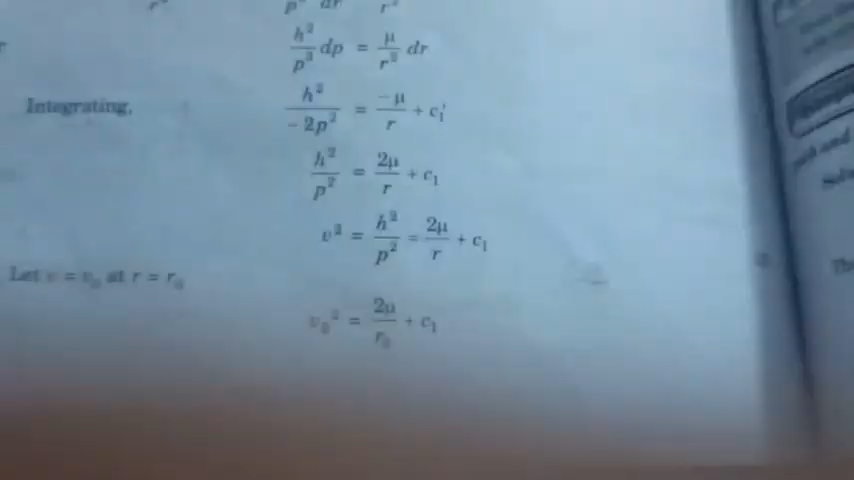 h²/p³ dp = μ/r² dr
Integrating, h²/-2p² = -μ/r + c₁'
h²/p² = 2μ/r + c₁
v² = h²/p² = 2μ/r + c₁
Let v = v₀ at r = r₀
v₀² = 2μ/r₀ + c₁